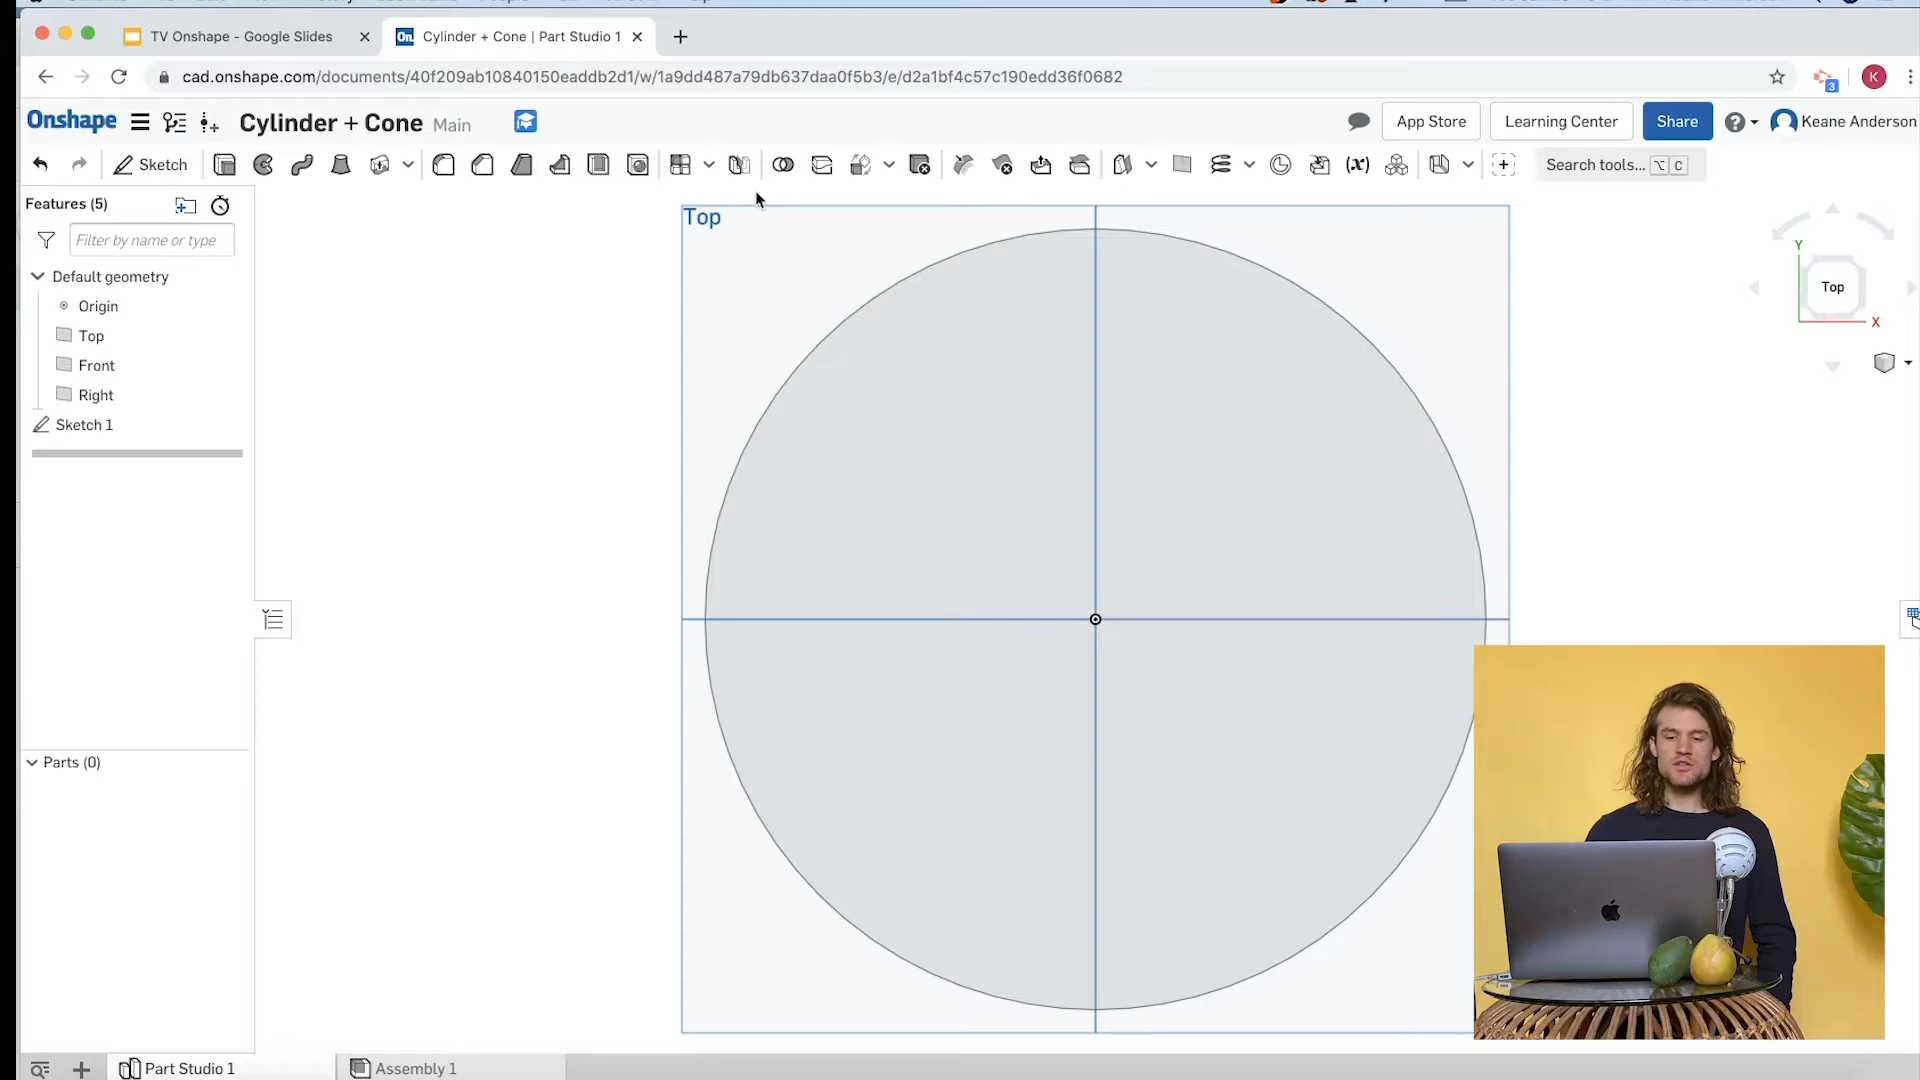 TV Onshape - Google Slides
Cylinder + Cone | Part Studio 1
cad.onshape.com/documents/40f209ab10840150eaddb2d1/w/1a9dd487a79db637daa0f5b3/e/d2a1bf4c57c190edd36f0682
3
K
Onshape
Cylinder + Cone Main
App Store
Learning Center
Share
Keane Anderson
Sketch
(x)
Search tools... ⌥ C
Features (5)
Filter by name or type
Default geometry
Origin
Top
Front
Right
Sketch 1
Top
Y
Top
X
Parts (0)
Part Studio 1
Assembly 1